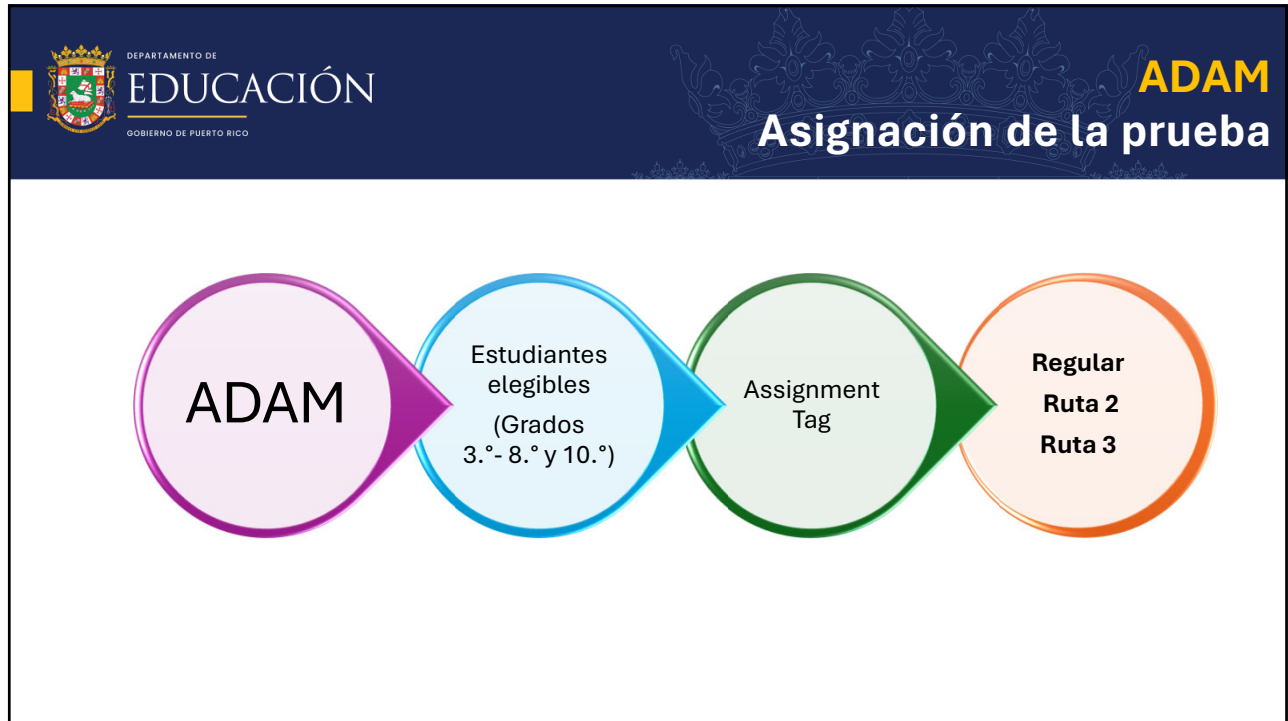 DEPARTAMENTO DE
EDUCACIÓN
GOBIERNO DE PUERTO RICO
ADAM
Asignación de la prueba
ADAM
Estudiantes
elegibles
(Grados
3.°- 8.° y 10.°)
Assignment
Tag
Regular
Ruta 2
Ruta 3